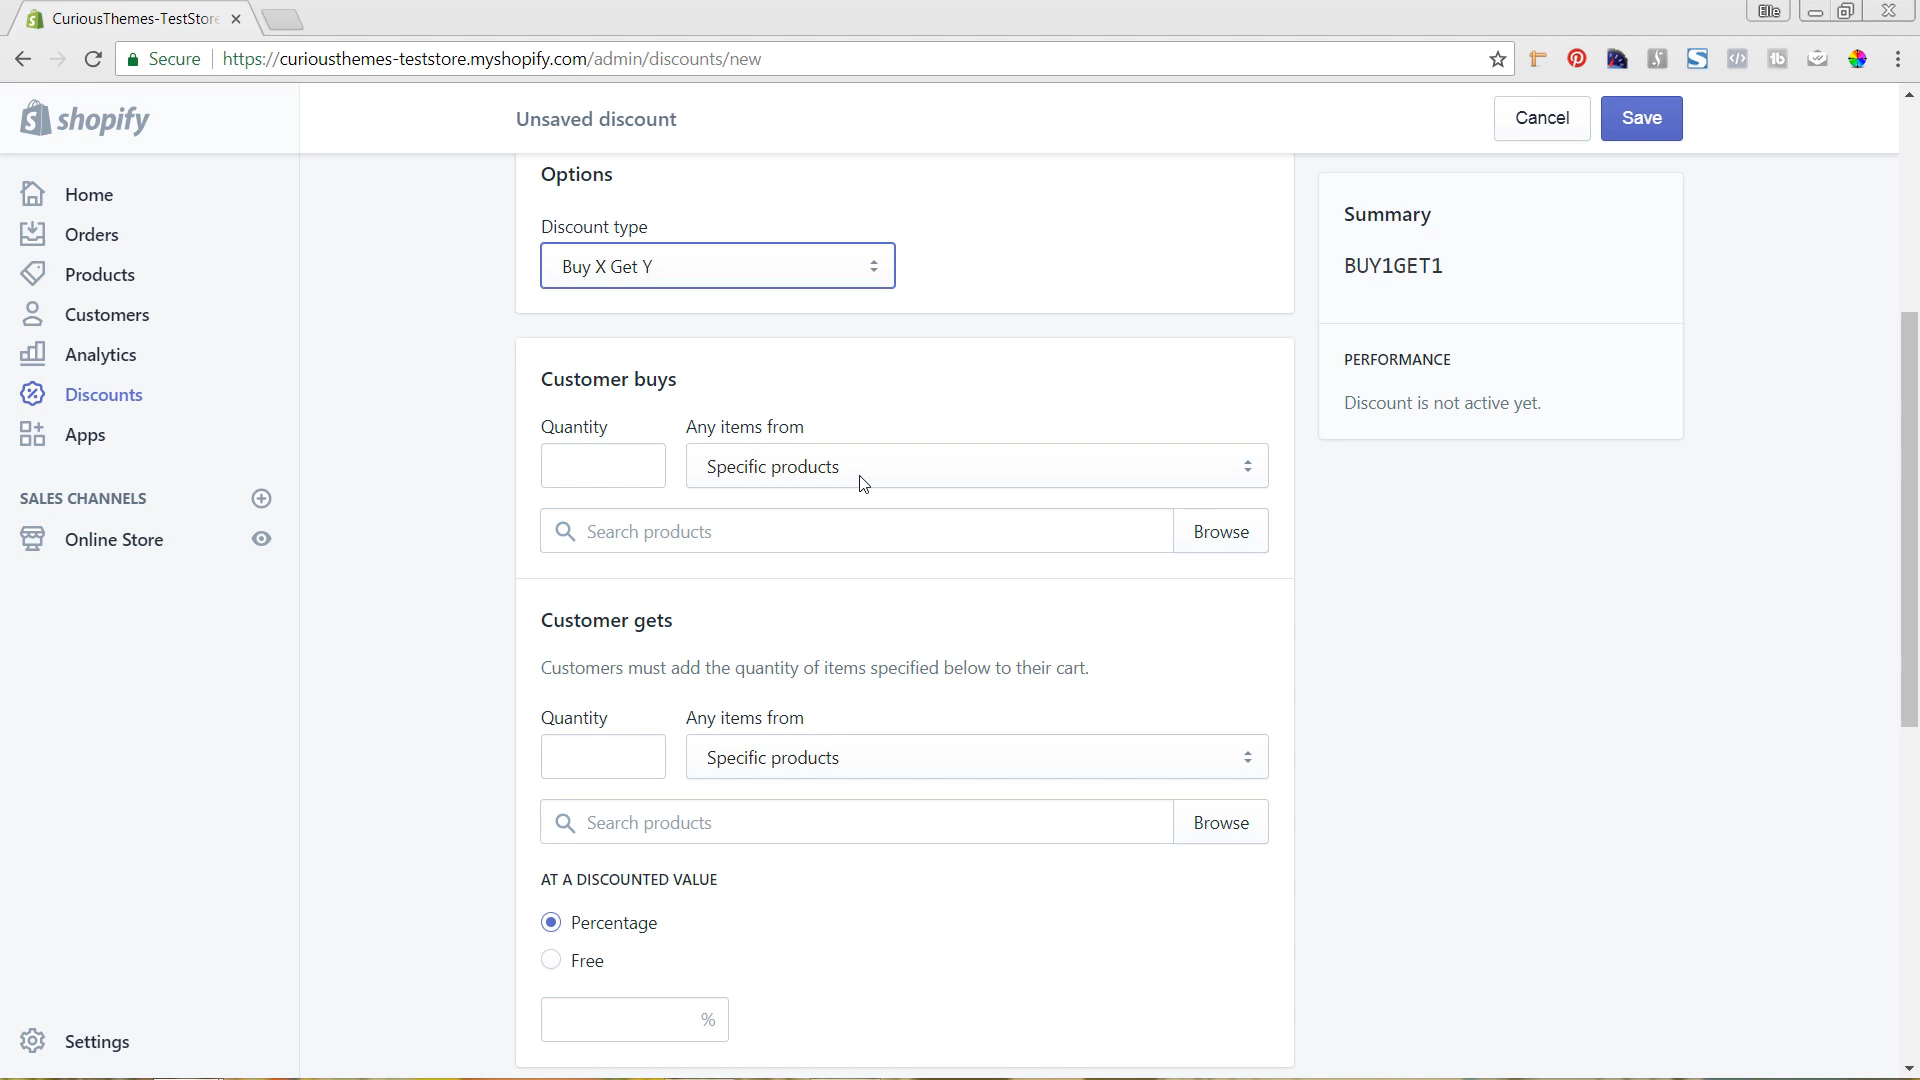 CuriousThemes-TestStore
Elle
Secure
https://curiousthemes-teststore.myshopify.com/admin/discounts/new
shopify
Unsaved discount
Cancel
Save
Home
Orders
Products
Customers
Analytics
Discounts
Apps
SALES CHANNELS
Online Store
Settings
Options
Discount type
Buy X Get Y
Customer buys
Quantity
Any items from
Specific products
Search products
Browse
Customer gets
Customers must add the quantity of items specified below to their cart.
Quantity
Any items from
Specific products
Search products
Browse
AT A DISCOUNTED VALUE
Percentage
Free
%
Summary
BUY1GET1
PERFORMANCE
Discount is not active yet.